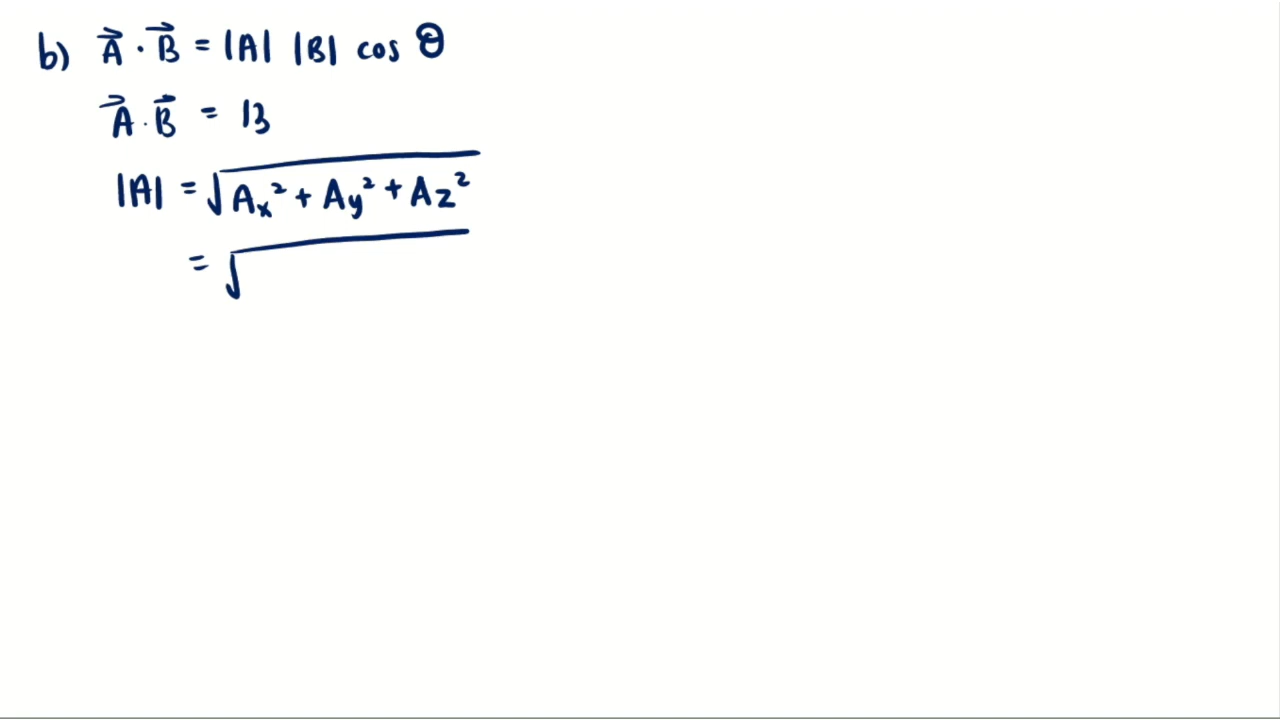 b) A⃗ · B⃗ = |A| |B| cos θ
A⃗ · B⃗ = 13
|A| = √(Ax² + Ay² + Az²)
= √